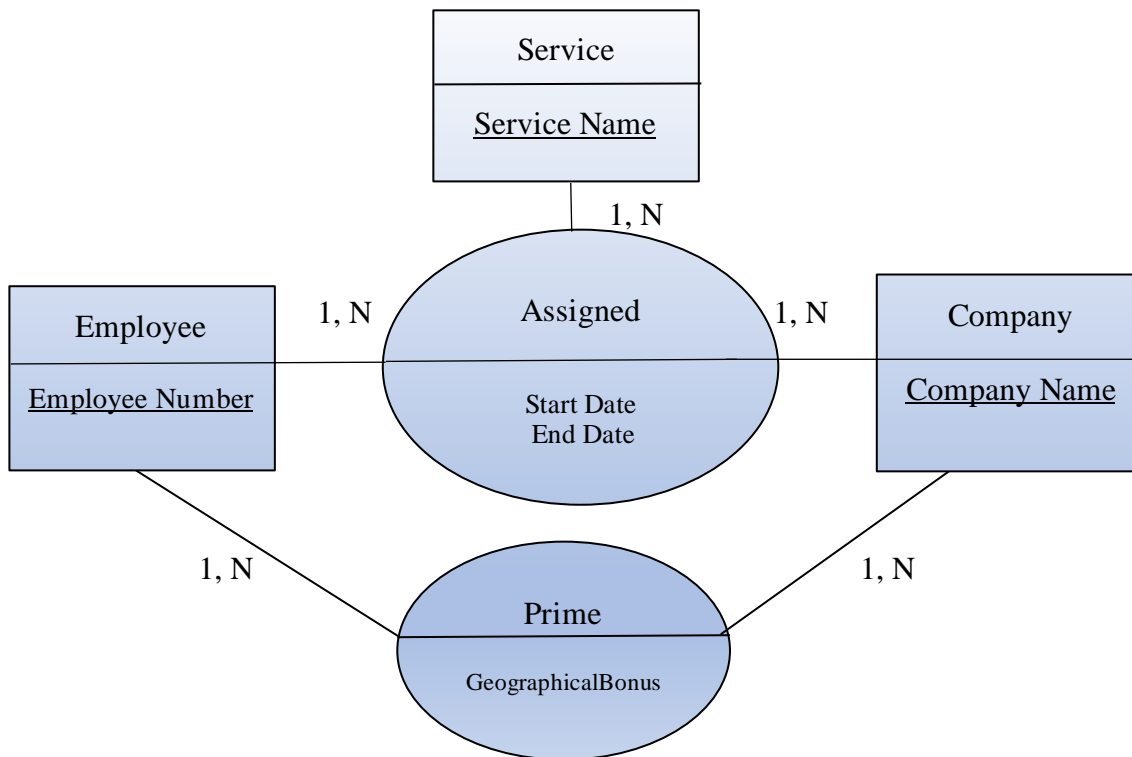 Service
Service Name
1, N
Employee
Employee Number
1, N
Assigned
Start Date
End Date
1, N
Company
Company Name
1, N
1, N
Prime
GeographicalBonus